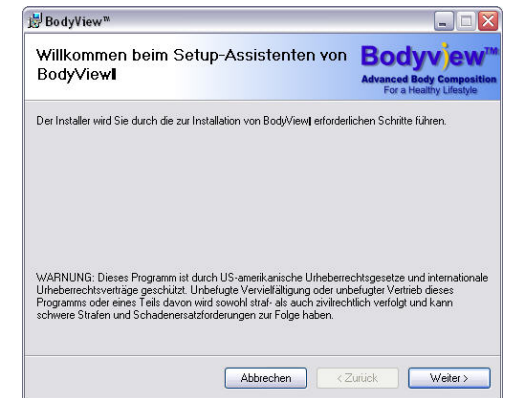 BodyView™
Willkommen beim Setup-Assistenten von
BodyView‖
Bodyview™
Advanced Body Composition
For a Healthy Lifestyle
Der Installer wird Sie durch die zur Installation von BodyView‖ erforderlichen Schritte führen.
WARNUNG: Dieses Programm ist durch US-amerikanische Urheberrechtsgesetze und internationale
Urheberrechtsverträge geschützt. Unbefugte Vervielfältigung oder unbefugter Vertrieb dieses
Programms oder eines Teils davon wird sowohl straf- als auch zivilrechtlich verfolgt und kann
schwere Strafen und Schadenersatzforderungen zur Folge haben.
Abbrechen
< Zurück
Weiter >